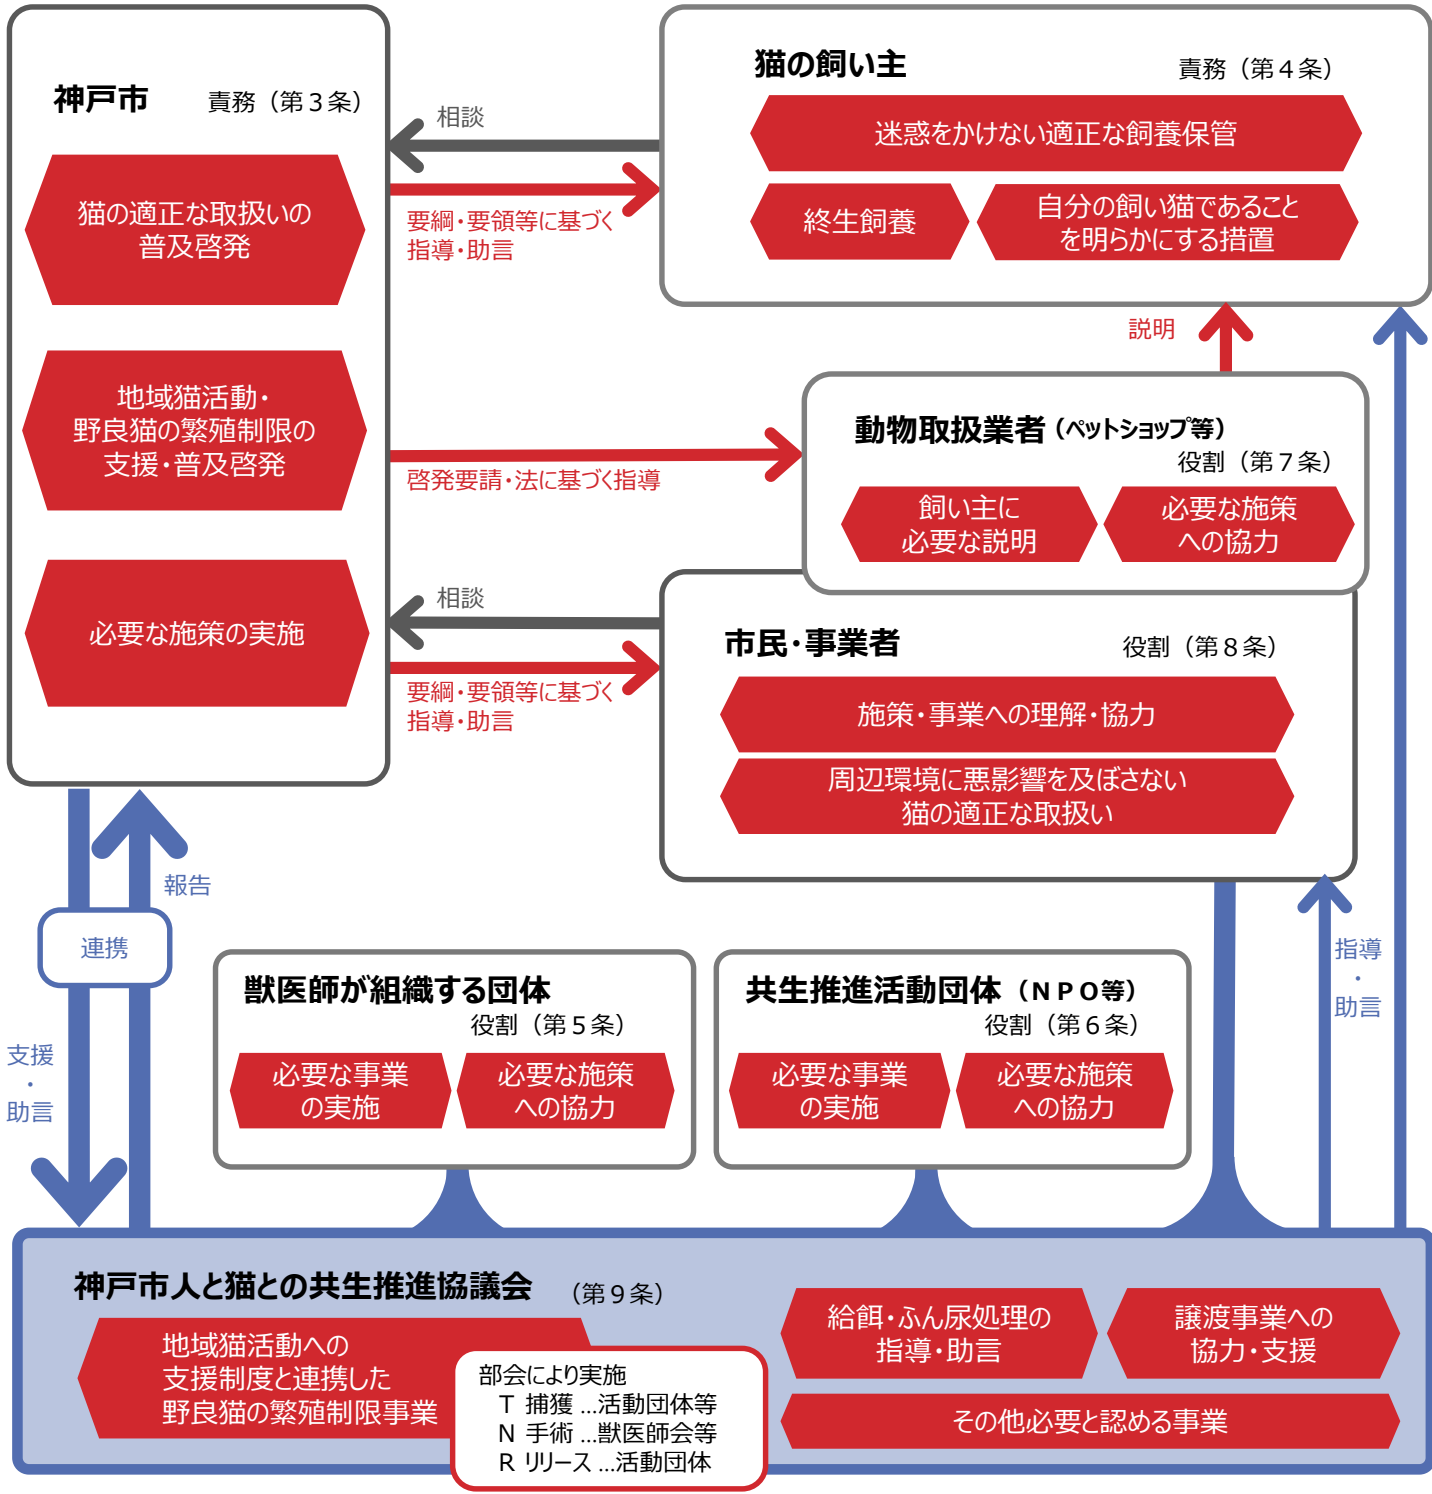 神戸市 責務（第３条）
猫の適正な取扱いの
普及啓発
地域猫活動・
野良猫の繁殖制限の
支援・普及啓発
必要な施策の実施
相談
要綱・要領等に基づく
指導・助言
猫の飼い主 責務（第４条）
迷惑をかけない適正な飼養保管
終生飼養
自分の飼い猫であること
を明らかにする措置
説明
啓発要請・法に基づく指導
動物取扱業者（ペットショップ等）
役割（第７条）
飼い主に
必要な説明
必要な施策
への協力
相談
要綱・要領等に基づく
指導・助言
市民・事業者 役割（第８条）
施策・事業への理解・協力
周辺環境に悪影響を及ぼさない
猫の適正な取扱い
報告
連携
支援
・
助言
獣医師が組織する団体
役割（第５条）
必要な事業
の実施
必要な施策
への協力
共生推進活動団体（ＮＰＯ等）
役割（第６条）
必要な事業
の実施
必要な施策
への協力
指導
・
助言
神戸市人と猫との共生推進協議会 （第９条）
地域猫活動への
支援制度と連携した
野良猫の繁殖制限事業
部会により実施
Ｔ 捕獲 …活動団体等
Ｎ 手術 …獣医師会等
Ｒ リリース …活動団体
給餌・ふん尿処理の
指導・助言
譲渡事業への
協力・支援
その他必要と認める事業